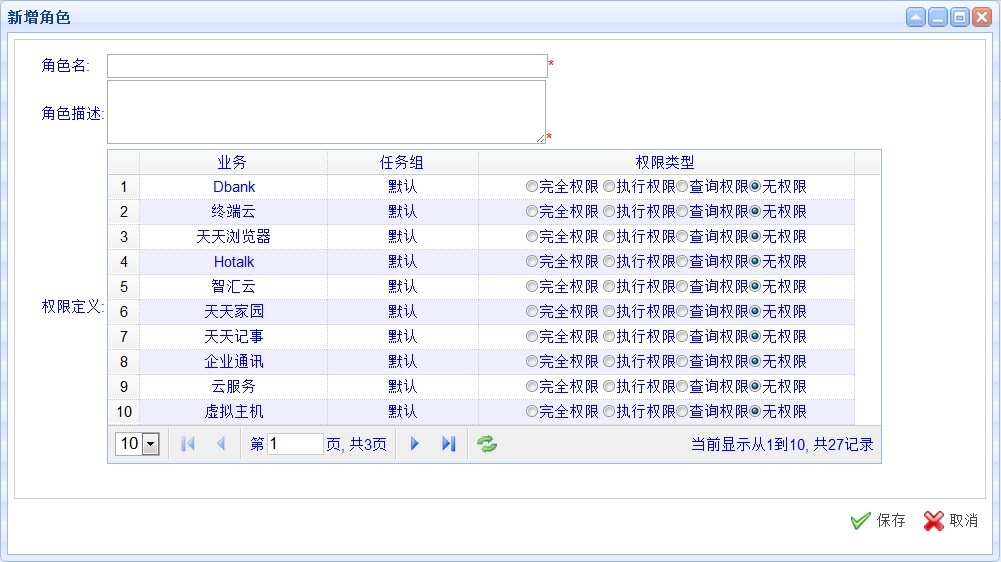 新增角色
角色名: *
角色描述: *
权限定义:
业务 任务组 权限类型
1 Dbank 默认 完全权限 执行权限 查询权限 无权限
2 终端云 默认 完全权限 执行权限 查询权限 无权限
3 天天浏览器 默认 完全权限 执行权限 查询权限 无权限
4 Hotalk 默认 完全权限 执行权限 查询权限 无权限
5 智汇云 默认 完全权限 执行权限 查询权限 无权限
6 天天家园 默认 完全权限 执行权限 查询权限 无权限
7 天天记事 默认 完全权限 执行权限 查询权限 无权限
8 企业通讯 默认 完全权限 执行权限 查询权限 无权限
9 云服务 默认 完全权限 执行权限 查询权限 无权限
10 虚拟主机 默认 完全权限 执行权限 查询权限 无权限
10 第 1 页, 共3页 当前显示从1到10, 共27记录
保存 取消